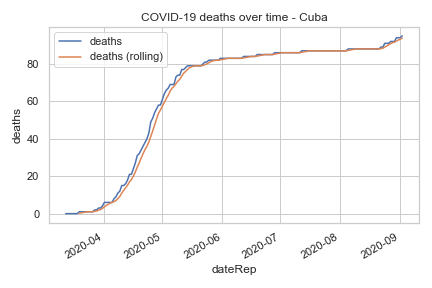 COVID-19 deaths over time - Cuba
deaths
deaths (rolling)
deaths
80
60
40
20
0
2020-04
2020-05
2020-06
2020-07
2020-08
2020-09
dateRep